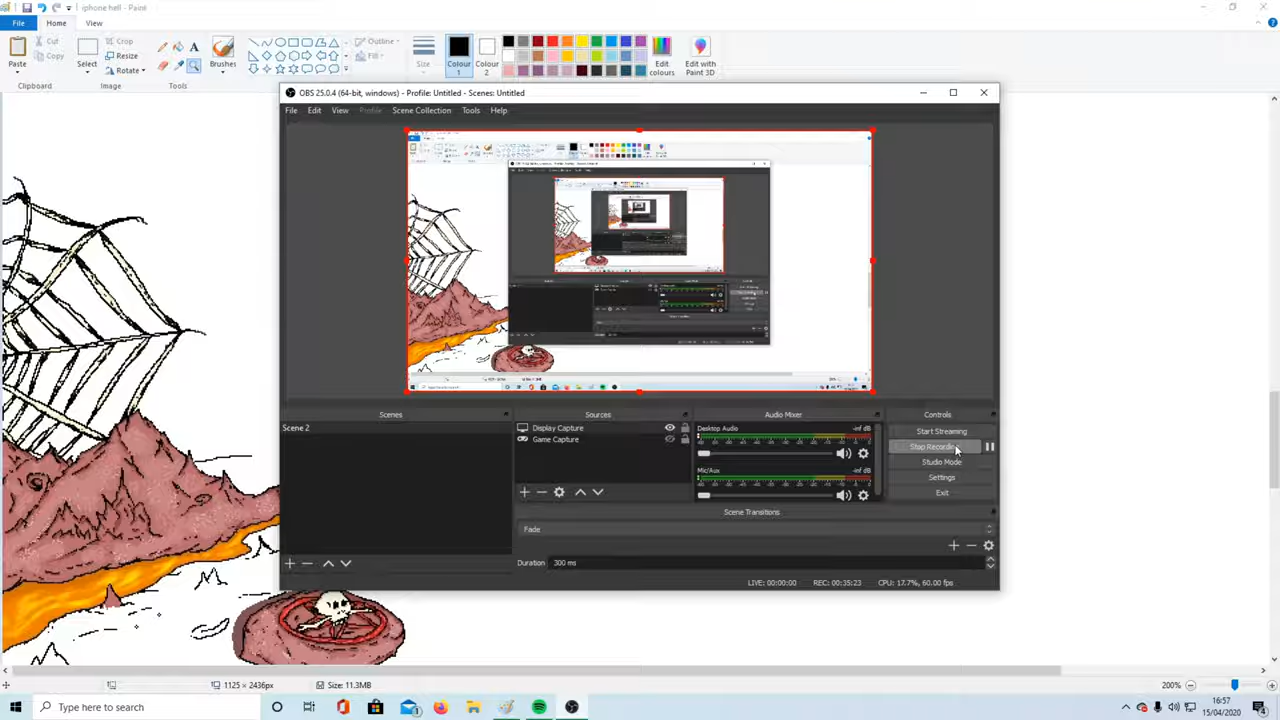 iphone hell - Paint
File Home View
Paste
Cut
Copy
Clipboard
Select
Crop
Resize
Rotate
Image
A
Tools
Brushes
Outline
Fill
Size
Colour 1
Colour 2
Edit colours
Edit with Paint 3D
OBS 25.0.4 (64-bit, windows) - Profile: Untitled - Scenes: Untitled
File Edit View Profile Scene Collection Tools Help
Scenes
Scene 2
Sources
Display Capture
Game Capture
Audio Mixer
Desktop Audio -inf dB
Mic/Aux -inf dB
Controls
Start Streaming
Stop Recording
Studio Mode
Settings
Exit
Scene Transitions
Fade
Duration 300 ms
LIVE: 00:00:00 REC: 00:35:23 CPU: 17.7%, 60.00 fps
1125 × 2436px Size: 11.3MB 200%
Type here to search
16:57
15/04/2020